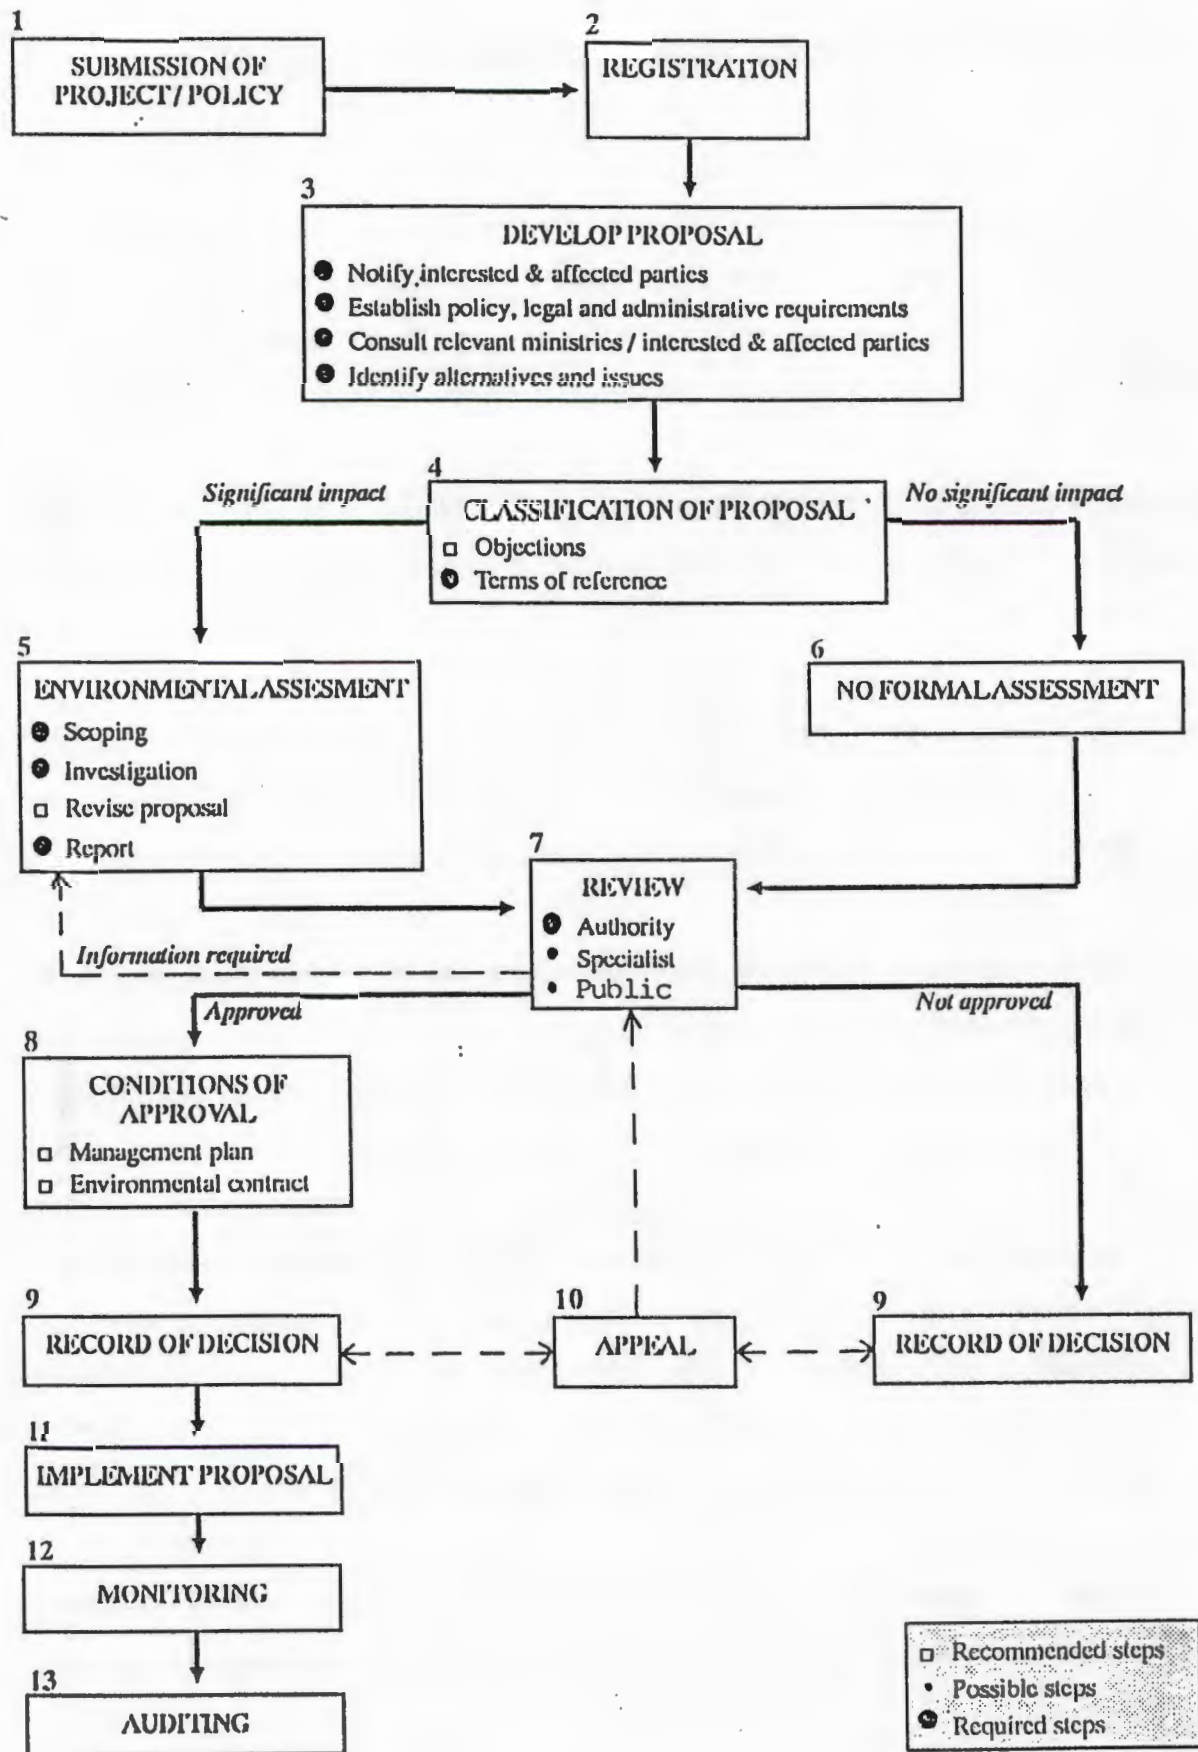 1
SUBMISSION OF
PROJECT / POLICY
2
REGISTRATION
3
DEVELOP PROPOSAL
● Notify interested & affected parties
● Establish policy, legal and administrative requirements
● Consult relevant ministries / interested & affected parties
● Identify alternatives and issues
4
Significant impact
CLASSIFICATION OF PROPOSAL
No significant impact
□ Objections
● Terms of reference
5
ENVIRONMENTAL ASSESMENT
● Scoping
● Investigation
□ Revise proposal
● Report
6
NO FORMAL ASSESSMENT
7
REVIEW
● Authority
• Specialist
• Public
Information required
Approved
Not approved
8
CONDITIONS OF
APPROVAL
□ Management plan
□ Environmental contract
9
RECORD OF DECISION
10
APPEAL
9
RECORD OF DECISION
11
IMPLEMENT PROPOSAL
12
MONITORING
13
AUDITING
□ Recommended steps
• Possible steps
● Required steps